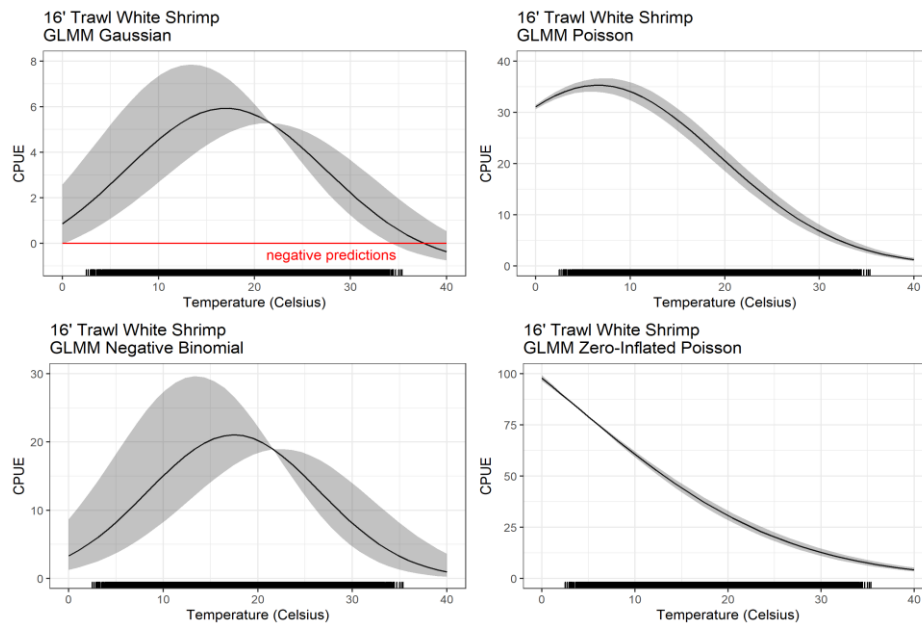 16' Trawl White Shrimp
GLMM Gaussian
8
6
4
2
0
CPUE
negative predictions
0
10
20
30
40
Temperature (Celsius)
16' Trawl White Shrimp
GLMM Poisson
40
30
20
10
0
CPUE
0
10
20
30
40
Temperature (Celsius)
16' Trawl White Shrimp
GLMM Negative Binomial
30
20
10
0
CPUE
0
10
20
30
40
Temperature (Celsius)
16' Trawl White Shrimp
GLMM Zero-Inflated Poisson
100
75
50
25
0
CPUE
0
10
20
30
40
Temperature (Celsius)